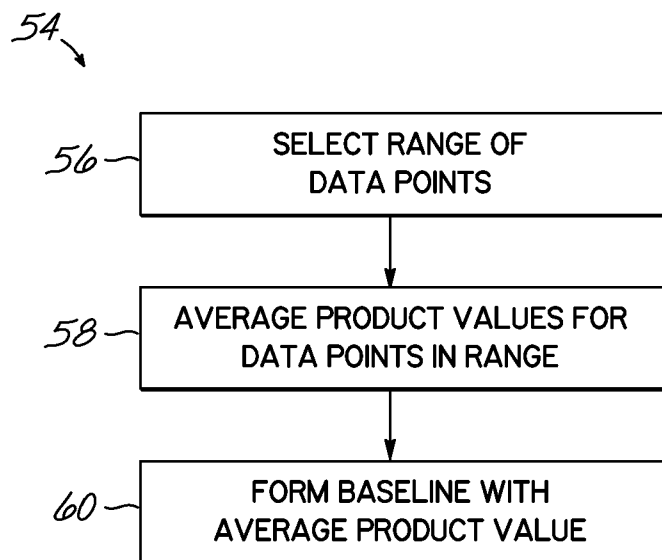 54
56
SELECT RANGE OF
DATA POINTS
58
AVERAGE PRODUCT VALUES FOR
DATA POINTS IN RANGE
60
FORM BASELINE WITH
AVERAGE PRODUCT VALUE